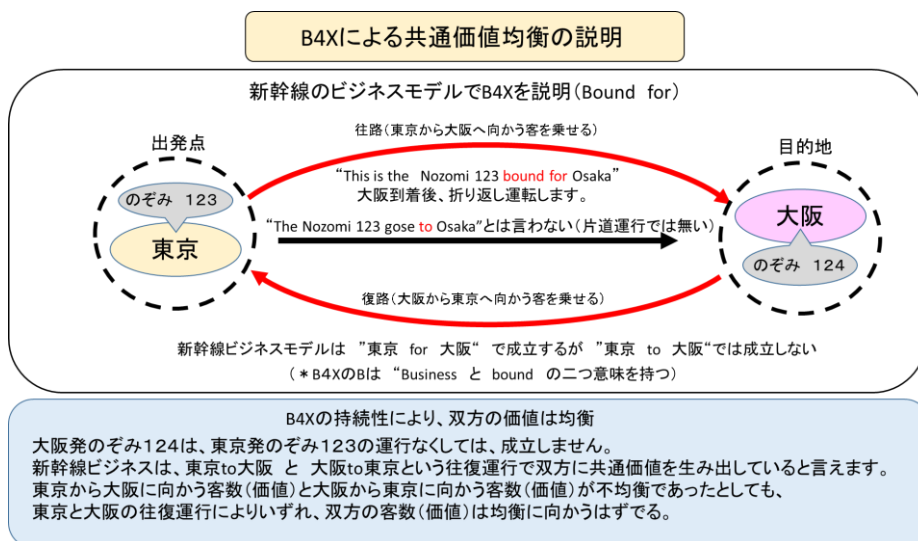 B4Xによる共通価値均衡の説明
新幹線のビジネスモデルでB4Xを説明(Bound for)
往路(東京から大阪へ向かう客を乗せる)
出発点
目的地
のぞみ 123
東京
“This is the Nozomi 123 bound for Osaka”
大阪到着後、折り返し運転します。
“The Nozomi 123 gose to Osaka”とは言わない(片道運行では無い)
大阪
のぞみ 124
復路(大阪から東京へ向かう客を乗せる)
新幹線ビジネスモデルは ”東京 for 大阪“ で成立するが ”東京 to 大阪“では成立しない
(*B4XのBは “Business と bound の二つ意味を持つ)
B4Xの持続性により、双方の価値は均衡
大阪発のぞみ124は、東京発のぞみ123の運行なくしては、成立しません。
新幹線ビジネスは、東京to大阪 と 大阪to東京という往復運行で双方に共通価値を生み出していると言えます。
東京から大阪に向かう客数(価値)と大阪から東京に向かう客数(価値)が不均衡であったとしても、
東京と大阪の往復運行によりいずれ、双方の客数(価値)は均衡に向かうはずでる。